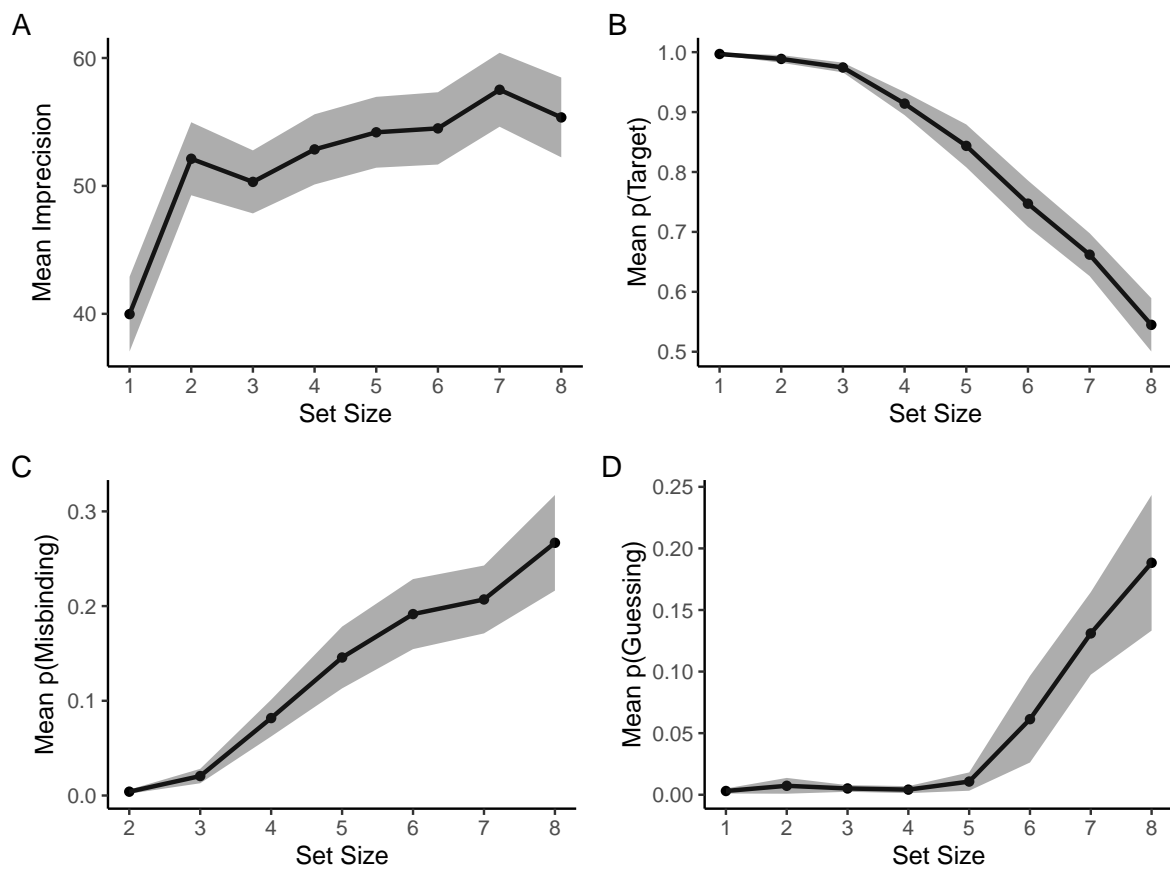 A
Mean Imprecision
60
50
40
1 2 3 4 5 6 7 8
Set Size
B
Mean p(Target)
1.0
0.9
0.8
0.7
0.6
0.5
1 2 3 4 5 6 7 8
Set Size
C
Mean p(Misbinding)
0.3
0.2
0.1
0.0
2 3 4 5 6 7 8
Set Size
D
Mean p(Guessing)
0.25
0.20
0.15
0.10
0.05
0.00
1 2 3 4 5 6 7 8
Set Size